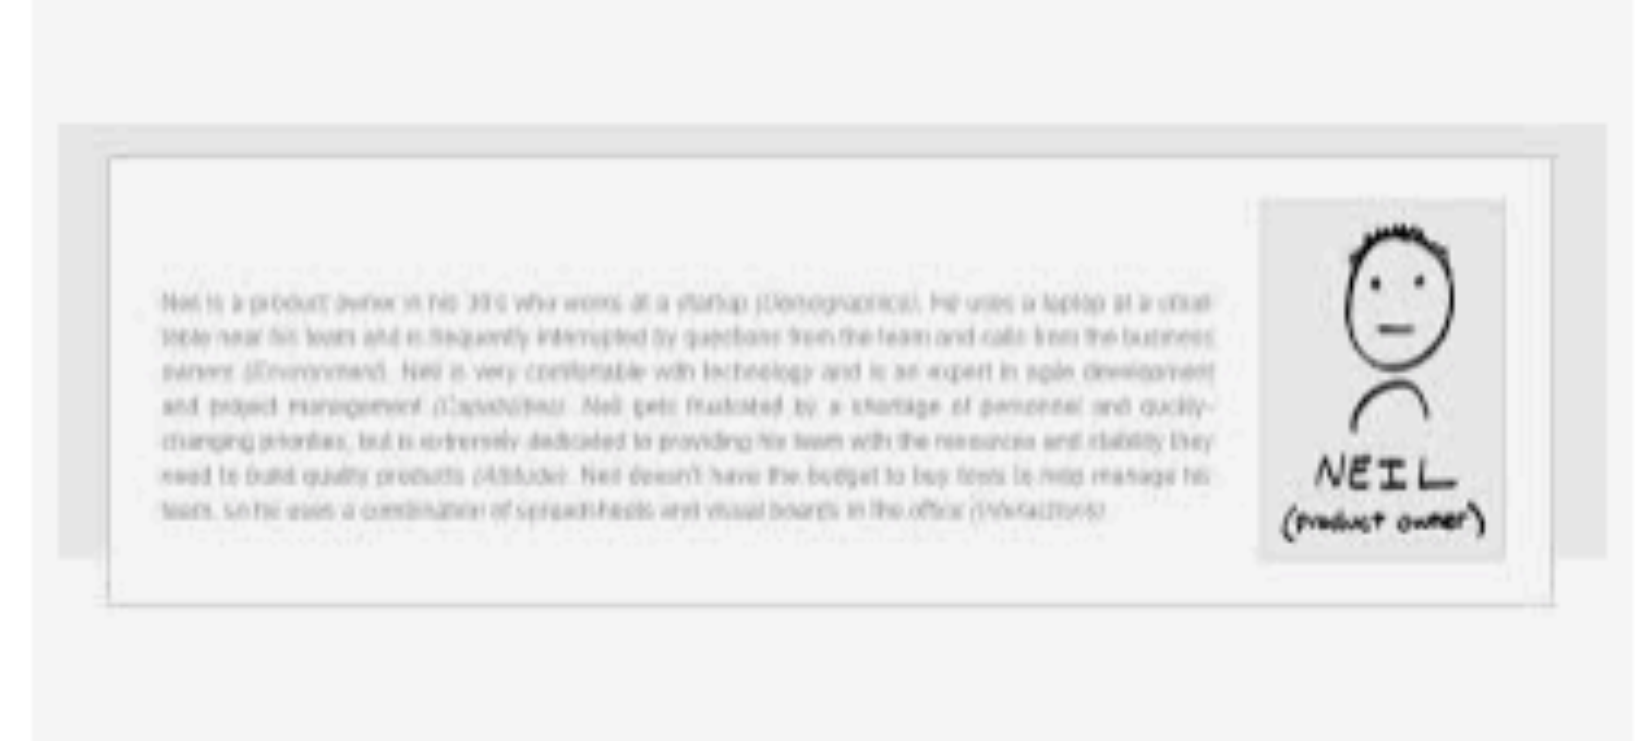 Neil is a product owner in his 30's who works at a startup (Demographics). He uses a laptop at a
table near his team and is frequently interrupted by questions from the team and calls from the business
owners (Environment). Neil is very comfortable with technology and is an expert in agile development
and project management (Capabilities). Neil gets frustrated by a shortage of personnel and quickly-
changing priorities, but is extremely dedicated to providing his team with the resources and stability they
need to build quality products (Attitude). Neil doesn't have the budget to buy tools to help manage his
team, so he uses a combination of spreadsheets and visual boards in the office (Interactions).
NEIL
(product owner)